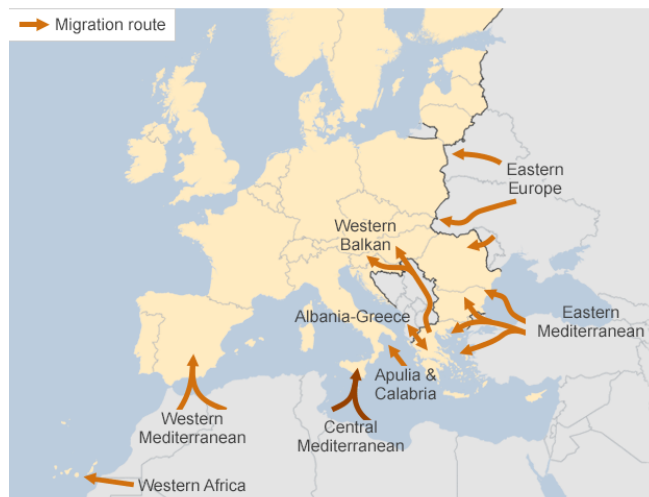 Migration route
Eastern
Europe
Western
Balkan
Albania-Greece
Eastern
Mediterranean
Apulia &
Calabria
Western
Mediterranean
Central
Mediterranean
Western Africa